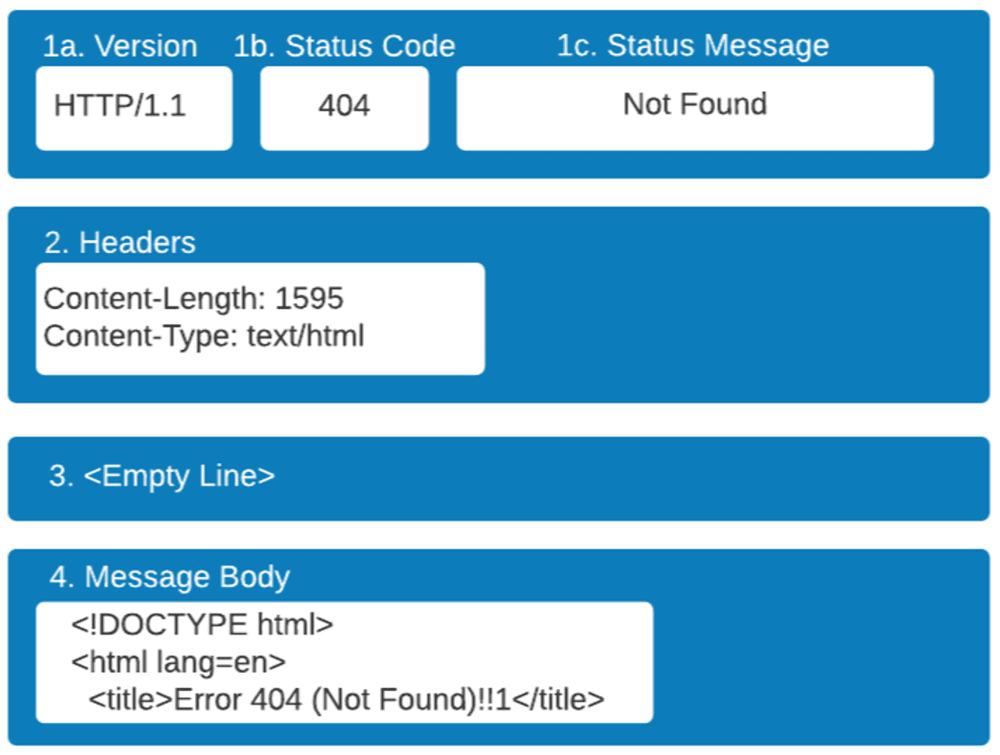 1a. Version 1b. Status Code 1c. Status Message
HTTP/1.1 404 Not Found
2. Headers
Content-Length: 1595
Content-Type: text/html
3. <Empty Line>
4. Message Body
<!DOCTYPE html>
<html lang=en>
<title>Error 404 (Not Found)!!1</title>